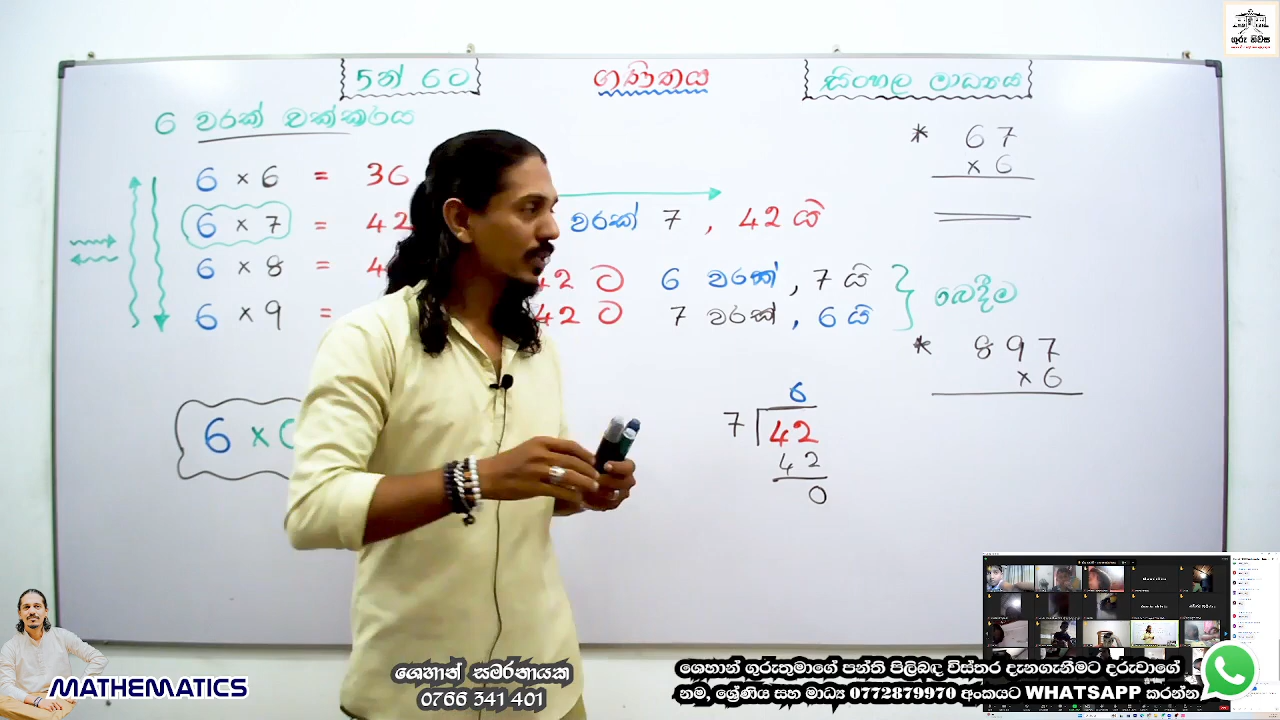 5න් 6ට
ගණිතය
සිංහල මාධ්‍යය
ගුරු නිවස
6 වරක් චක්කරය
6 × 6 = 36
6 × 7 = 42
6 × 8 = 4
6 × 9 =
6 ×
වරක් 7 , 42 යි
42 ට 6 වරක් , 7 යි
42 ට 7 වරක් , 6 යි
බෙදීම
6
7 42
42
0
* 67
× 6
* 897
× 6
MATHEMATICS
ශෙහාන් සමරනායක
0766 341 401
ශෙහාන් ගුරුතුමාගේ පන්ති පිලිබඳ විස්තර දැනගැනීමට දරුවාගේ
නම, ශ්‍රේණිය සහ මාධ්‍ය 0772879970 අංකයට WHATSAPP කරන්න